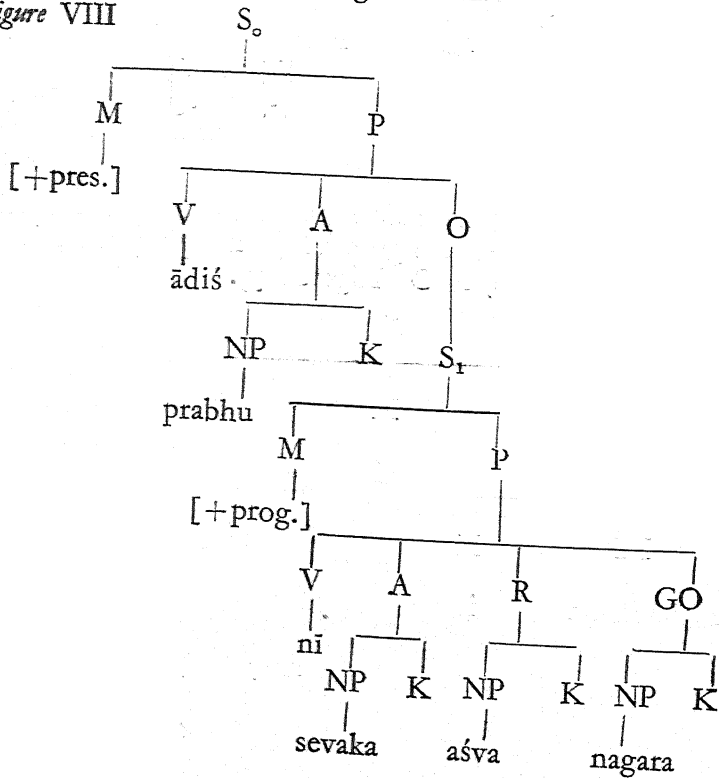 Figure VIII
S₀
M P
[+pres.]
V A O
ādiś
NP K S₁
prabhu
M P
[+prog.]
V A R GO
nī
NP K NP K NP K
sevaka aśva nagara